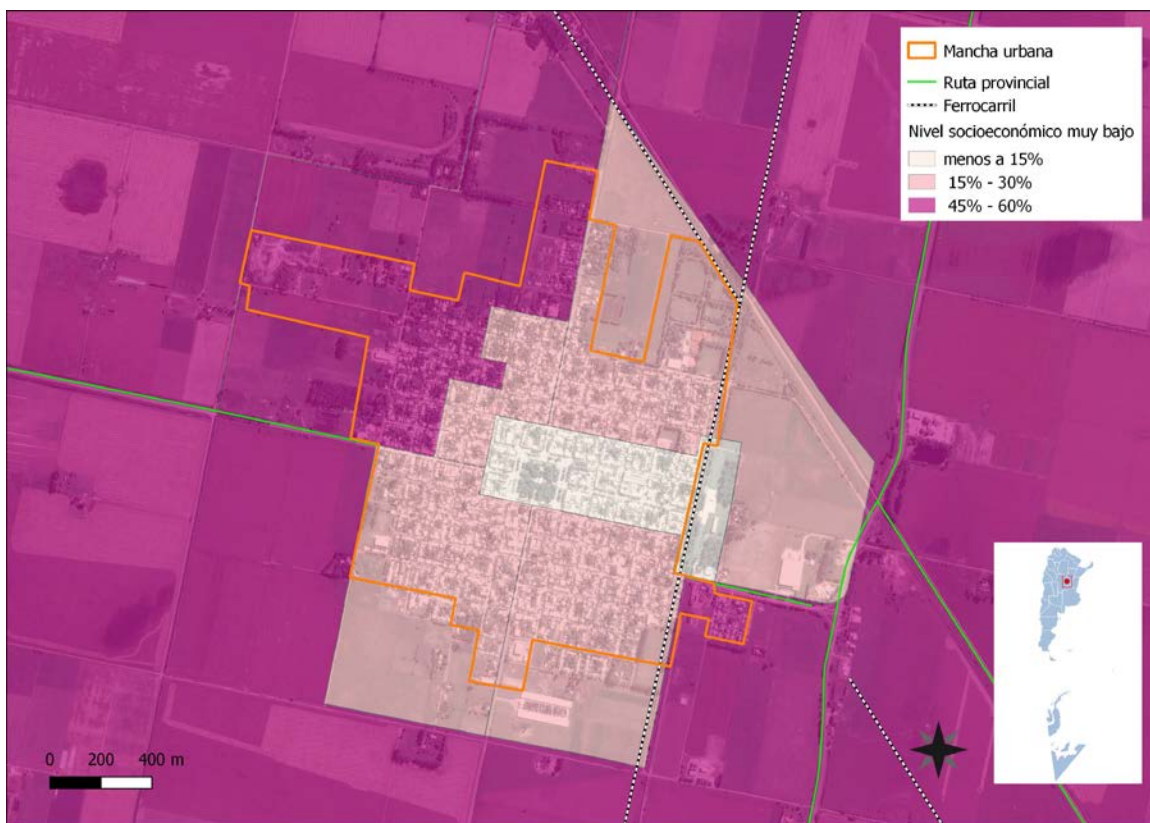 Mancha urbana
Ruta provincial
Ferrocarril
Nivel socioeconómico muy bajo
menos a 15%
15% - 30%
45% - 60%
0 200 400 m